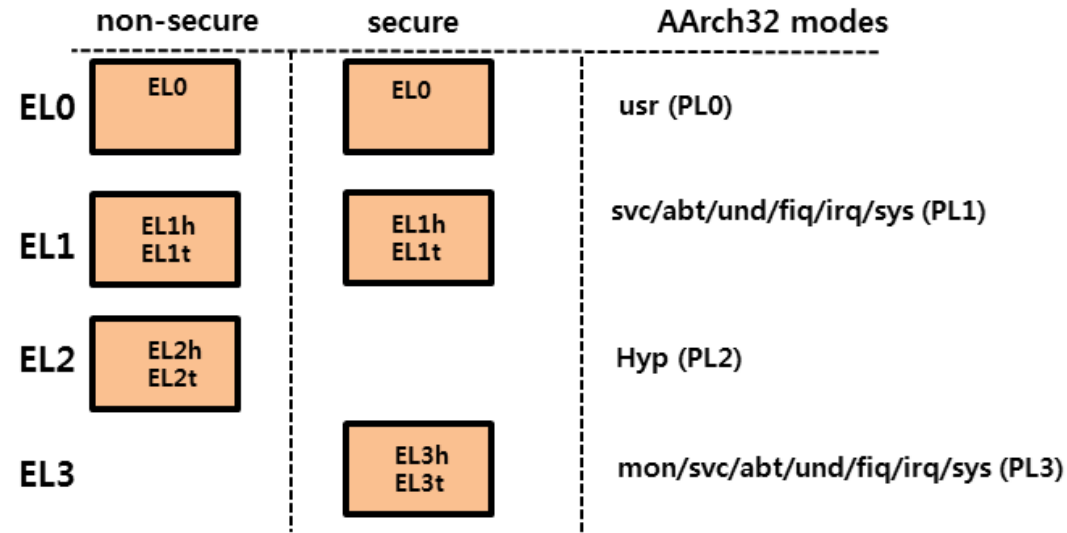 non-secure secure AArch32 modes
EL0 EL0 EL0 usr (PL0)
EL1h EL1h svc/abt/und/fiq/irq/sys (PL1)
EL1 EL1t EL1t
EL2 EL2h Hyp (PL2)
EL2t
EL3 EL3h mon/svc/abt/und/fiq/irq/sys (PL3)
EL3t